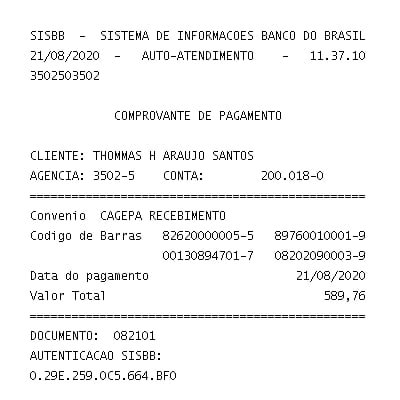 SISBB - SISTEMA DE INFORMACOES BANCO DO BRASIL
21/08/2020 - AUTO-ATENDIMENTO - 11.37.10
3502503502
COMPROVANTE DE PAGAMENTO
CLIENTE: THOMMAS H ARAUJO SANTOS
AGENCIA: 3502-5 CONTA: 200.018-0
================================================
Convenio CAGEPA RECEBIMENTO
Codigo de Barras 82620000005-5 89760010001-9
00130894701-7 08202090003-9
Data do pagamento 21/08/2020
Valor Total 589,76
================================================
DOCUMENTO: 082101
AUTENTICACAO SISBB:
0.29E.259.0C5.664.BF0